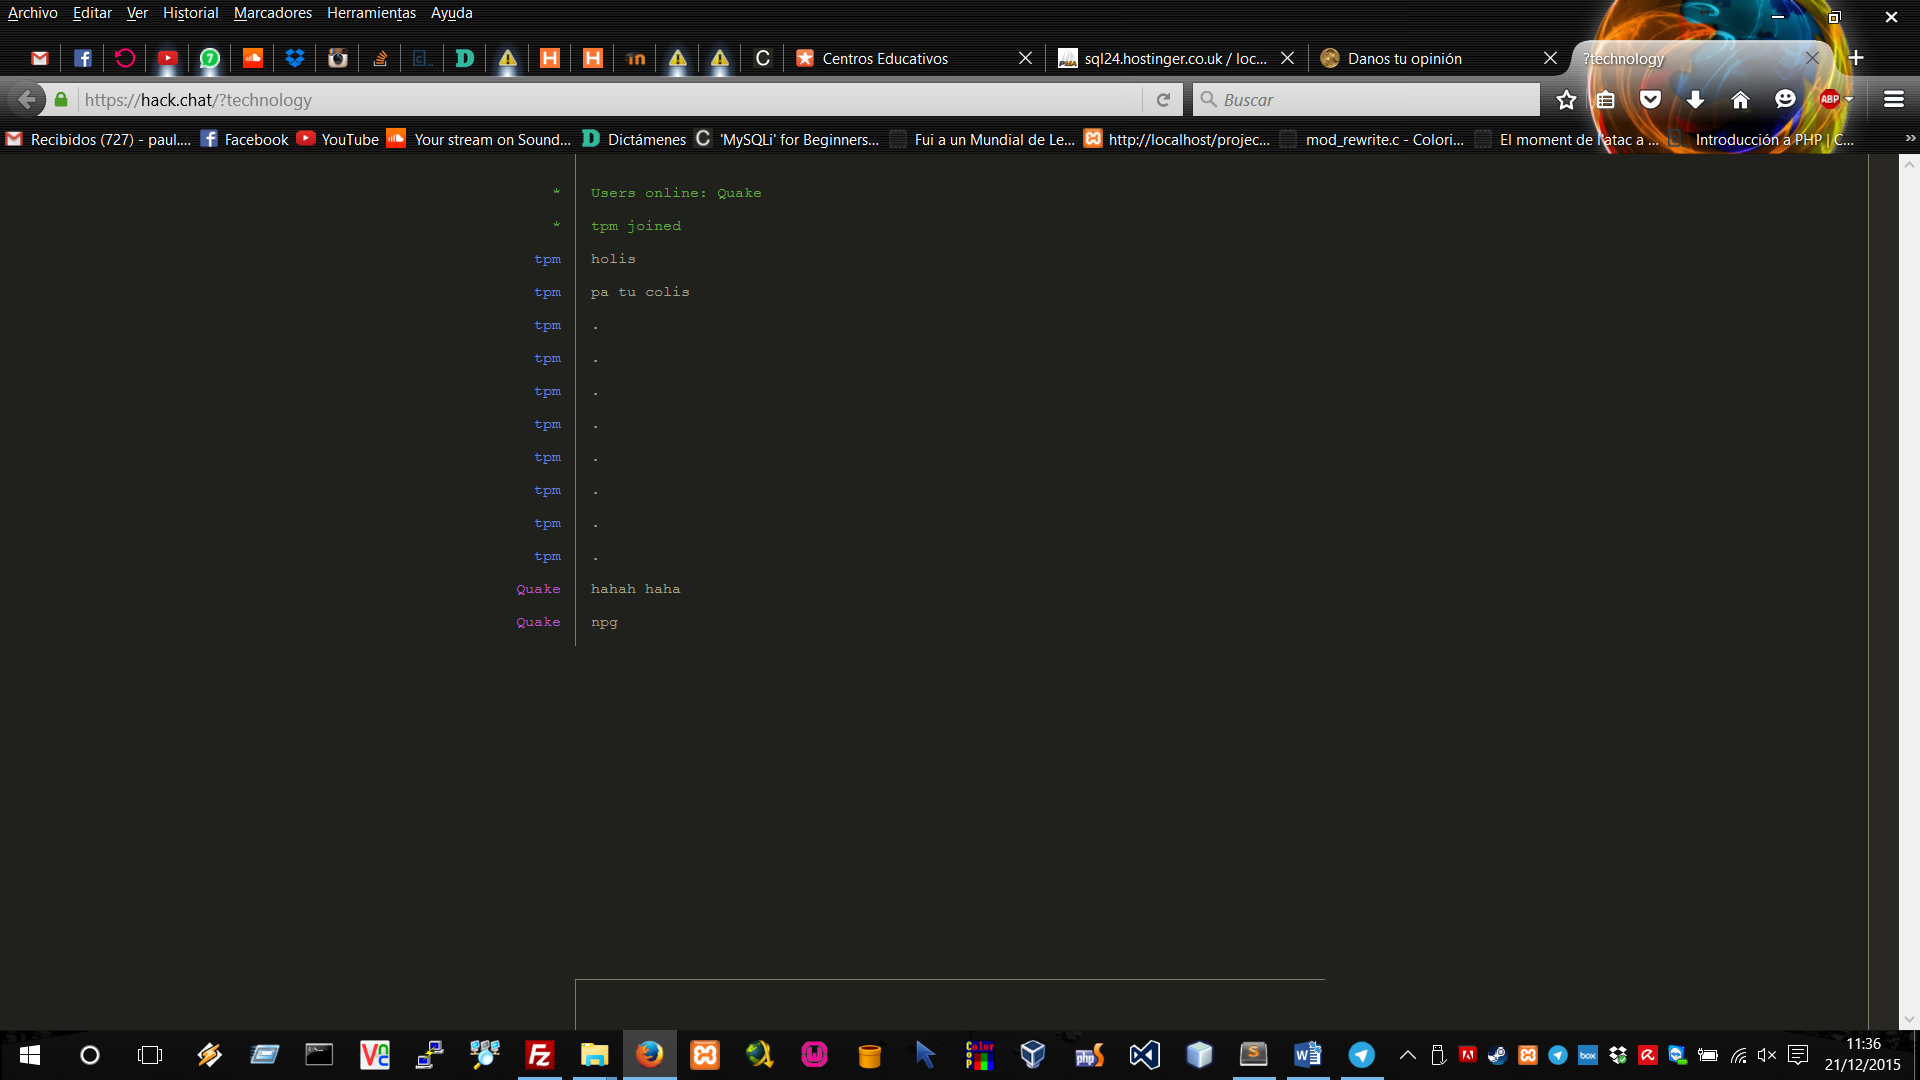 Archivo Editar Ver Historial Marcadores Herramientas Ayuda
Centros Educativos
sql24.hostinger.co.uk / loc...
Danos tu opinión
?technology
https://hack.chat/?technology
Buscar
ABP
Recibidos (727) - paul.... Facebook YouTube Your stream on Sound... Dictámenes 'MySQLi' for Beginners... Fui a un Mundial de Le... http://localhost/projec... mod_rewrite.c - Colori... El moment de l'atac a ... Introducción a PHP | C...
* Users online: Quake
* tpm joined
tpm holis
tpm pa tu colis
tpm .
tpm .
tpm .
tpm .
tpm .
tpm .
tpm .
tpm .
Quake hahah haha
Quake npg
11:36
21/12/2015